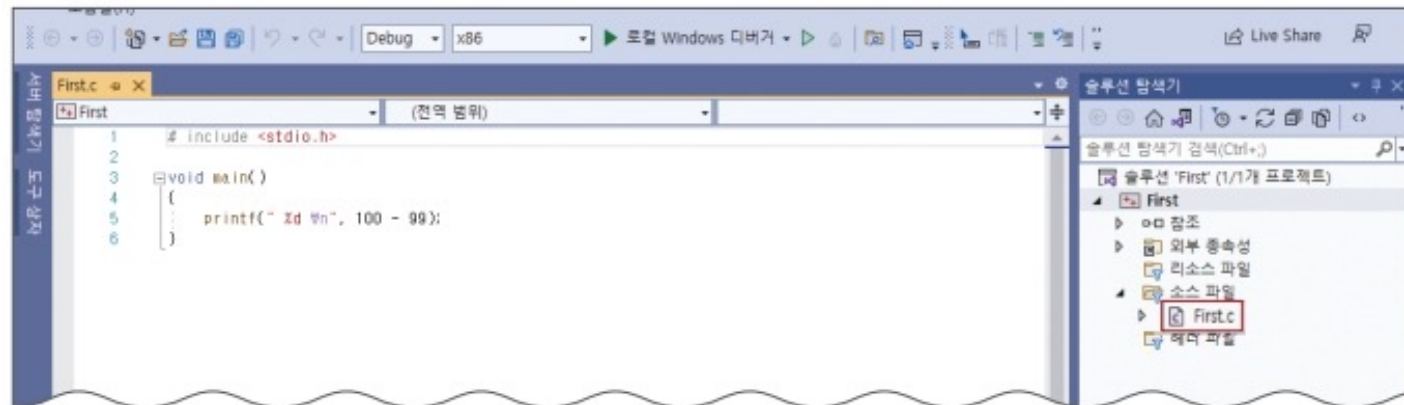 Debug x86 로컬 Windows 디버거 Live Share
서버 탐색기 도구 상자
First.c
First (전역 범위)
1 # include <stdio.h>
2
3 void main()
4 {
5 printf(" %d ₩n", 100 - 99);
6 }
솔루션 탐색기
솔루션 탐색기 검색(Ctrl+;)
솔루션 'First' (1/1개 프로젝트)
First
참조
외부 종속성
리소스 파일
소스 파일
First.c
헤더 파일